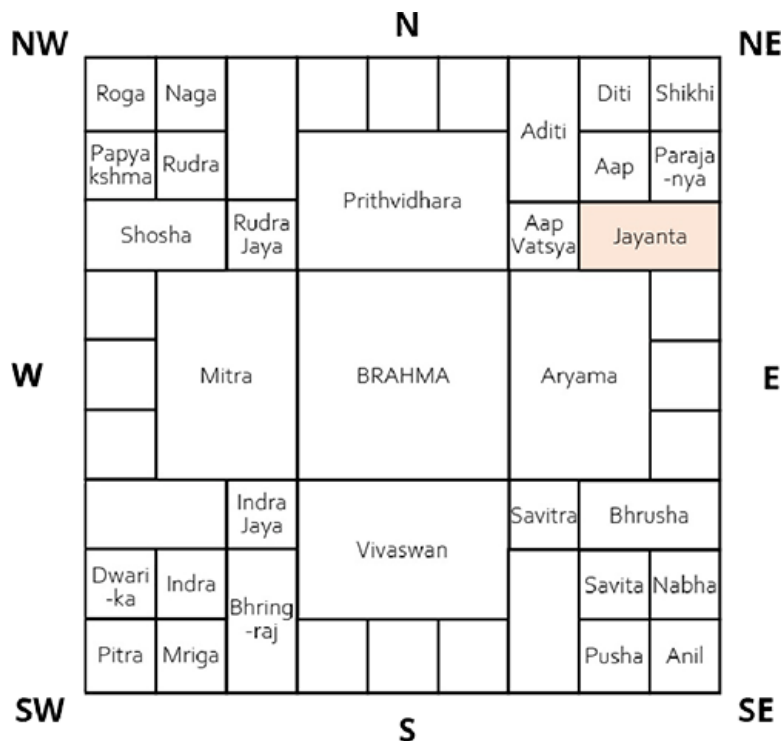 N
NW
NE
Roga
Naga
Diti
Shikhi
Aditi
Papya
kshma
Rudra
Aap
Paraja
-nya
Prithvidhara
Shosha
Rudra
Jaya
Aap
Vatsya
Jayanta
W
Mitra
BRAHMA
Aryama
E
Indra
Jaya
Savitra
Bhrusha
Vivaswan
Dwari
-ka
Indra
Bhring
-raj
Savita
Nabha
Pitra
Mriga
Pusha
Anil
SW
S
SE